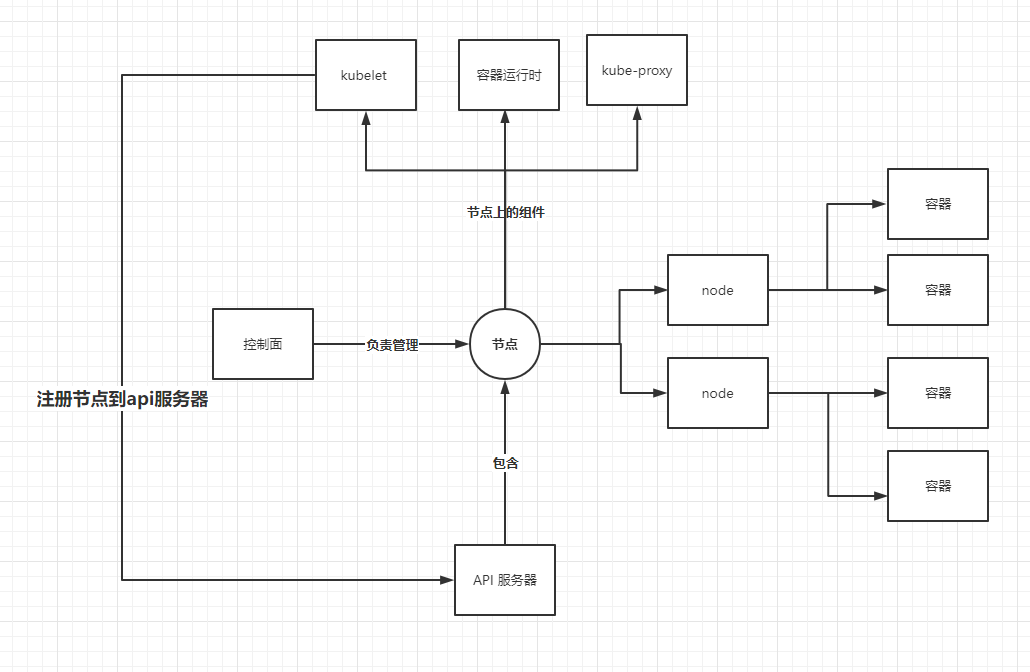 kubelet
容器运行时
kube-proxy
节点上的组件
容器
node
容器
控制面
负责管理
节点
注册节点到api服务器
node
容器
包含
容器
API 服务器